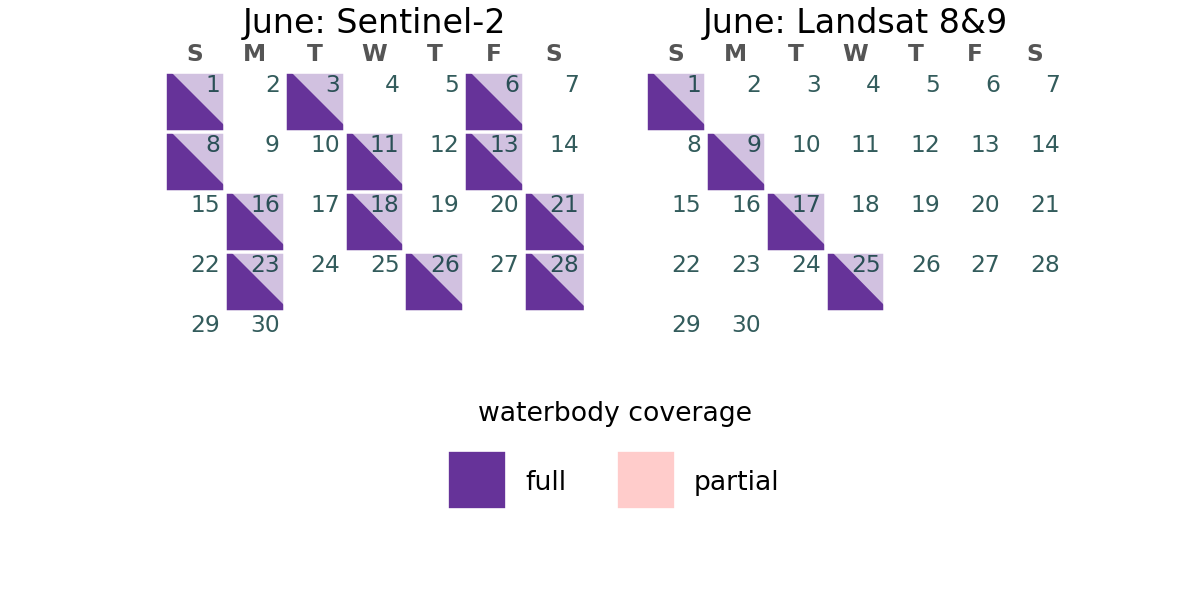 June: Sentinel-2
S M T W T F S
1 2 3 4 5 6 7
8 9 10 11 12 13 14
15 16 17 18 19 20 21
22 23 24 25 26 27 28
29 30
June: Landsat 8&9
S M T W T F S
1 2 3 4 5 6 7
8 9 10 11 12 13 14
15 16 17 18 19 20 21
22 23 24 25 26 27 28
29 30
waterbody coverage
full partial